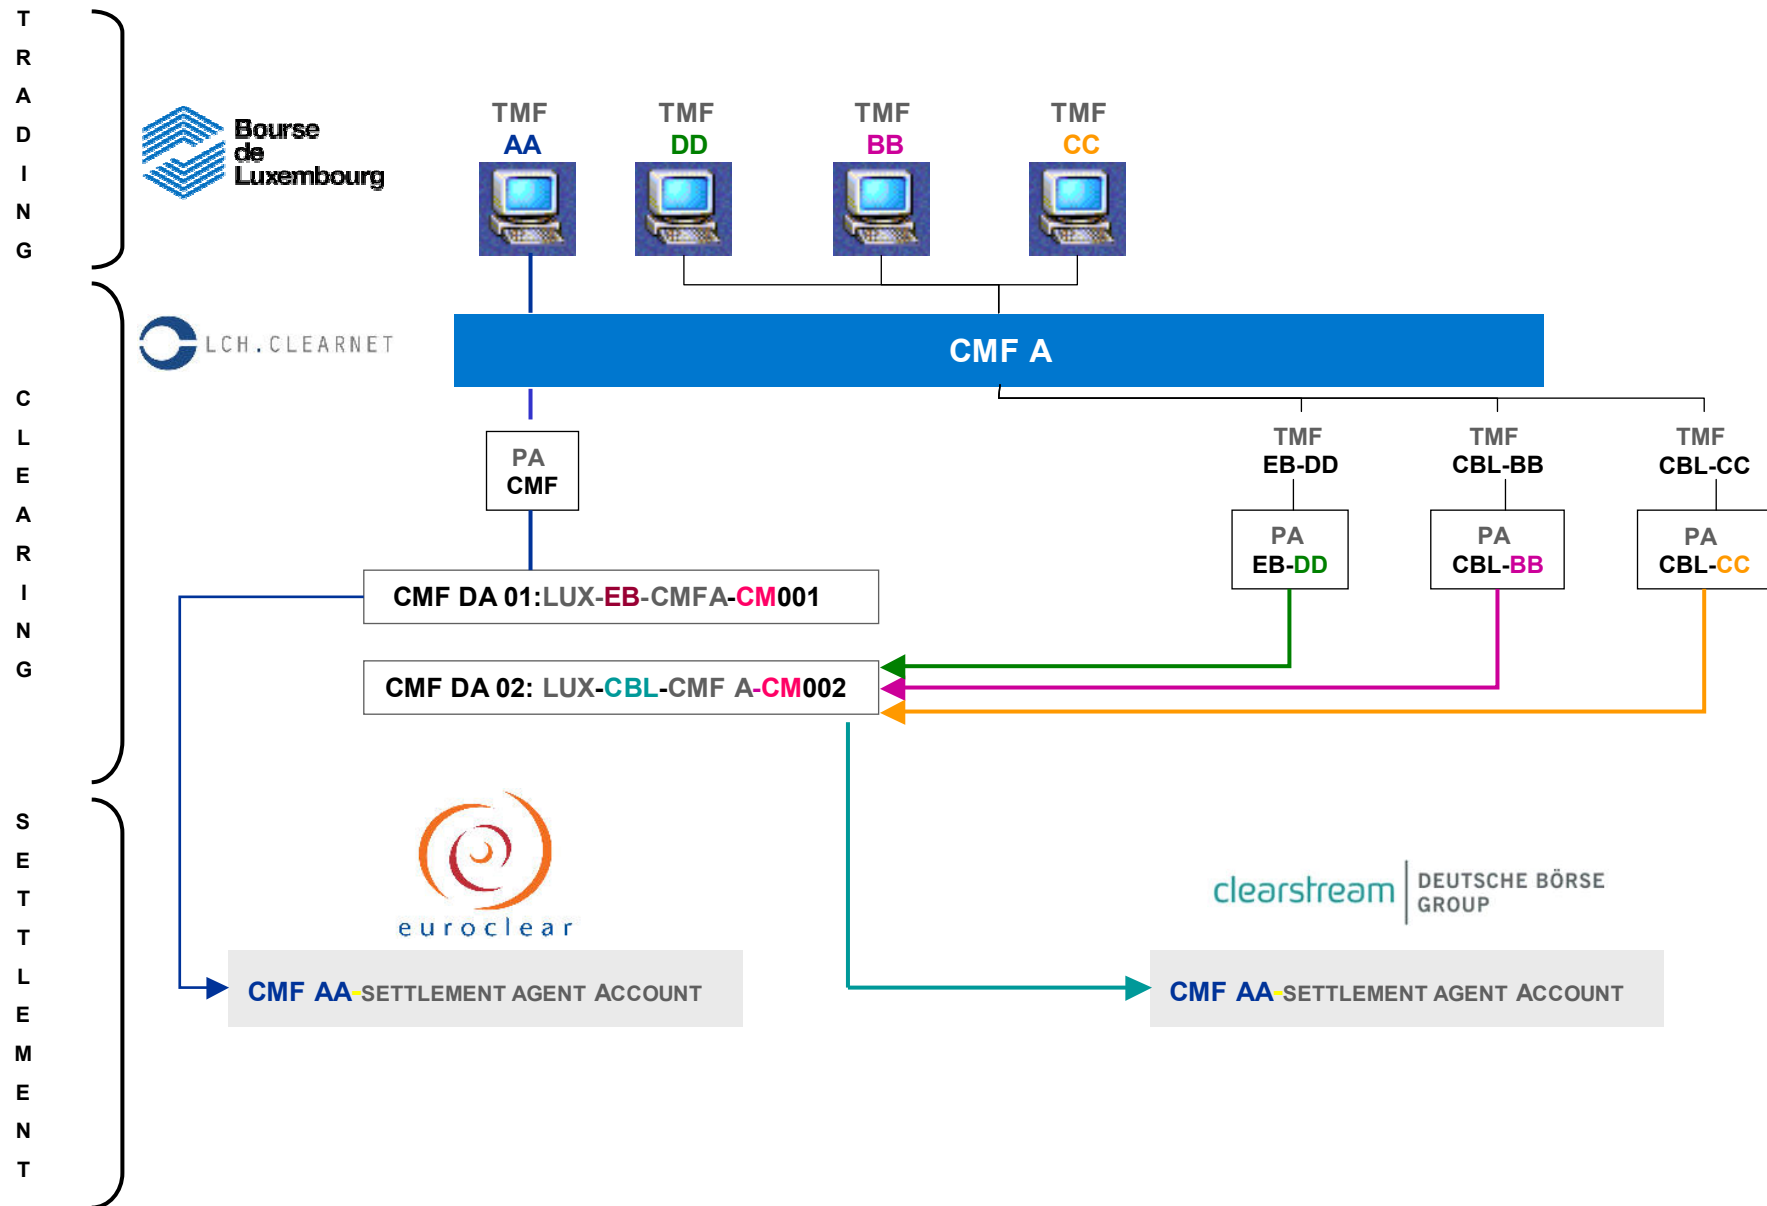 TRADING
Bourse
de
Luxembourg
TMF
AA
TMF
DD
TMF
BB
TMF
CC
CLEARING
LCH.CLEARNET
CMF A
PA
CMF
TMF
EB-DD
TMF
CBL-BB
TMF
CBL-CC
PA
EB-DD
PA
CBL-BB
PA
CBL-CC
CMF DA 01:LUX-EB-CMFA-CM001
CMF DA 02: LUX-CBL-CMF A-CM002
SETTLEMENT
euroclear
clearstream
DEUTSCHE BÖRSE
GROUP
CMF AA-SETTLEMENT AGENT ACCOUNT
CMF AA-SETTLEMENT AGENT ACCOUNT